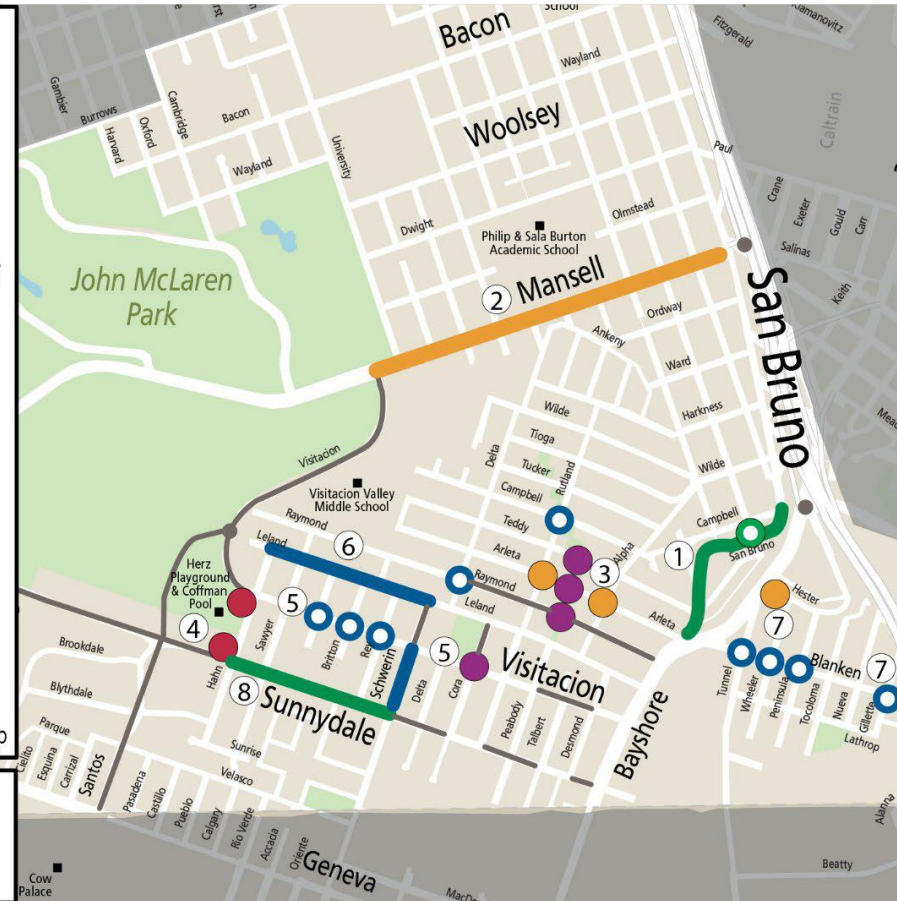 School
Bacon
Fitzgerald
Wayland
Gambier
Burrows
Cambridge
Oxford
Harvard
Bacon
Woolsey
Caltrain
University
Wayland
Paul
Crane
Exeter
Gould
Carr
Dwight
Olmstead
Salinas
Philip & Sala Burton
Academic School
John McLaren
Park
Mansell
2
San Bruno
Keith
Ordway
Ankeny
Ward
Harkness
Wilde
Tioga
Delta
Tucker
Rutland
Wilde
Visitacion
Campbell
Visitacion Valley
Middle School
Raymond
Teddy
Campbell
Leland
6
Arleta
Alpha
1
San Bruno
Herz
Playground
& Coffman
Pool
Raymond
3
Hester
5
Leland
Arleta
7
4
Sawyer
Britton
Schwerin
5
Visitacion
Blanken
7
Brookdale
Hahn
8
Sunnydale
Delta
Cora
Tunnel
Wheeler
Peninsula
Tocoloma
Nueva
Gillette
Lathrop
Blythdale
Peabody
Talbert
Desmond
Bayshore
Parque
Cielito
Esquina
Carrizal
Santos
Sunrise
Velasco
Pasadena
Castillo
Pueblo
Calgary
Rio Verde
Accacia
Oriente
Geneva
Alanna
Beatty
Cow
Palace